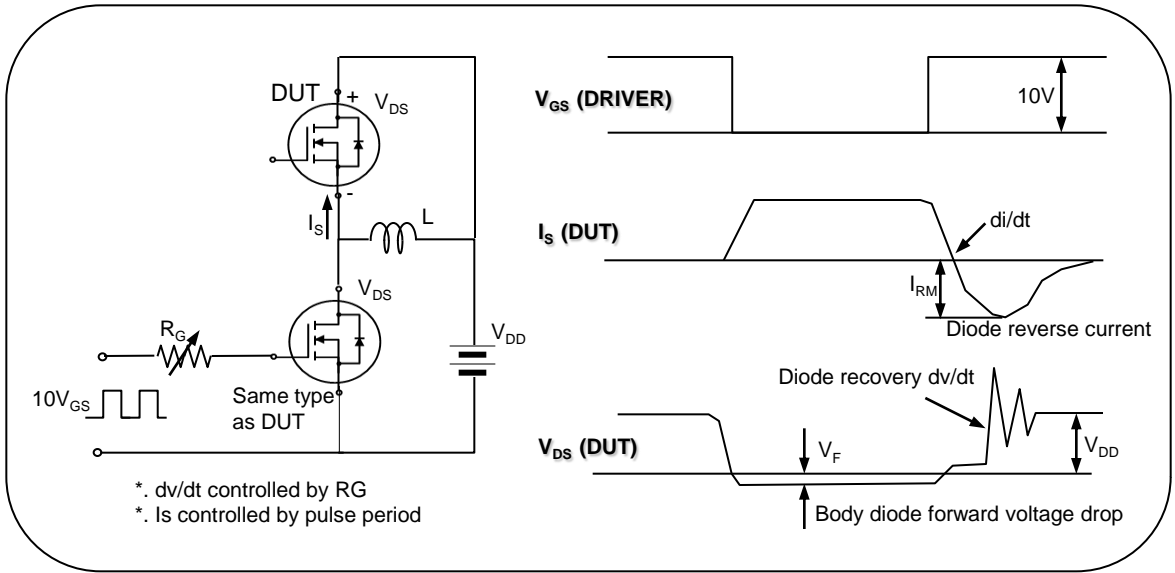 DUT
+
V_DS
-
I_S
L
V_DS
R_G
V_DD
10V_GS
Same type
as DUT
*. dv/dt controlled by RG
*. Is controlled by pulse period
V_GS (DRIVER)
10V
I_S (DUT)
di/dt
I_RM
Diode reverse current
Diode recovery dv/dt
V_DS (DUT)
V_F
V_DD
Body diode forward voltage drop